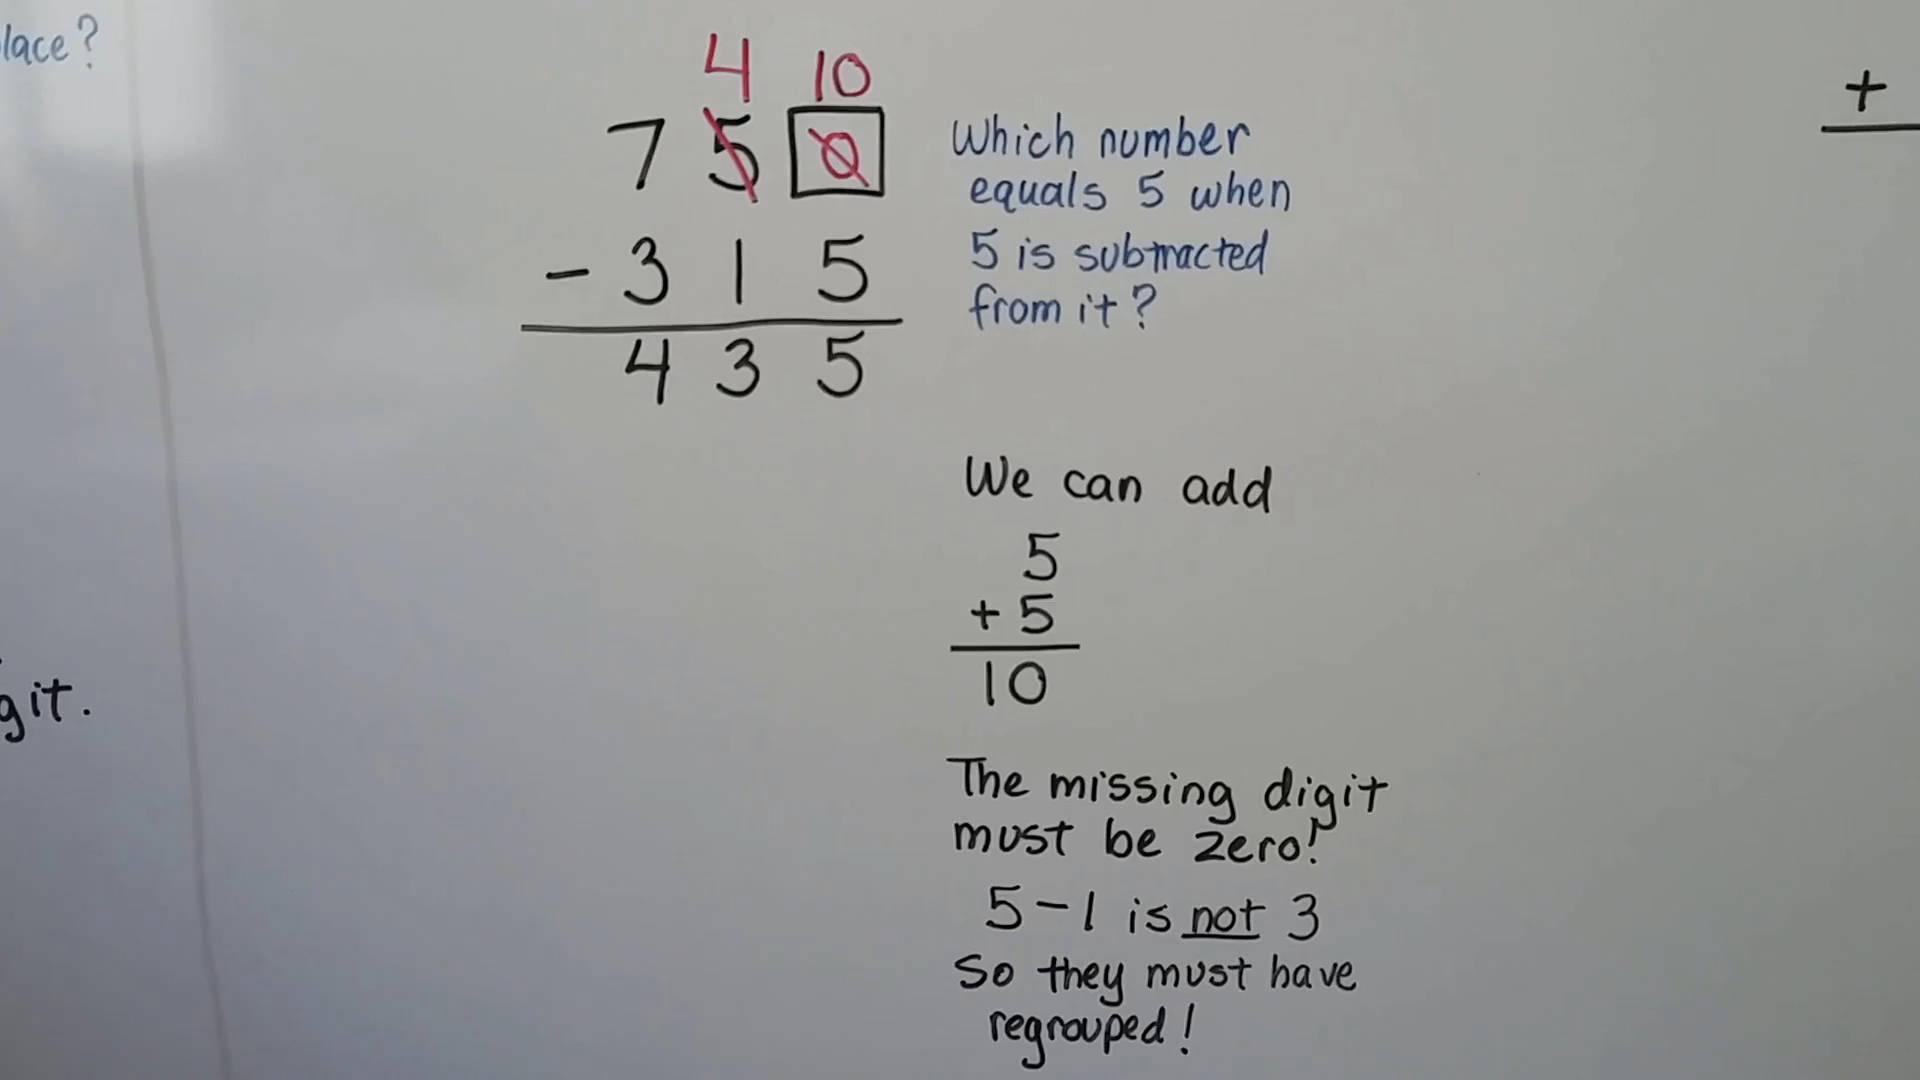 lace?
4 10
7 5 0
- 3 1 5
4 3 5
Which number
equals 5 when
5 is subtracted
from it?
We can add
5
+ 5
10
The missing digit
must be zero!
5 - 1 is not 3
So they must have
regrouped!
git.
+